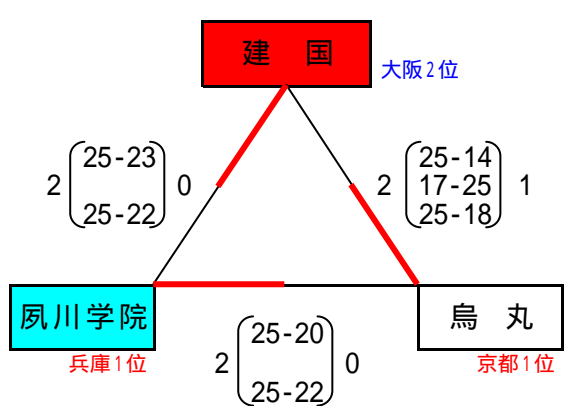 建 国
大阪2位
2 25-23 0
25-22
25-14
2 17-25 1
25-18
夙川学院
兵庫1位
烏 丸
京都1位
2 25-20 0
25-22